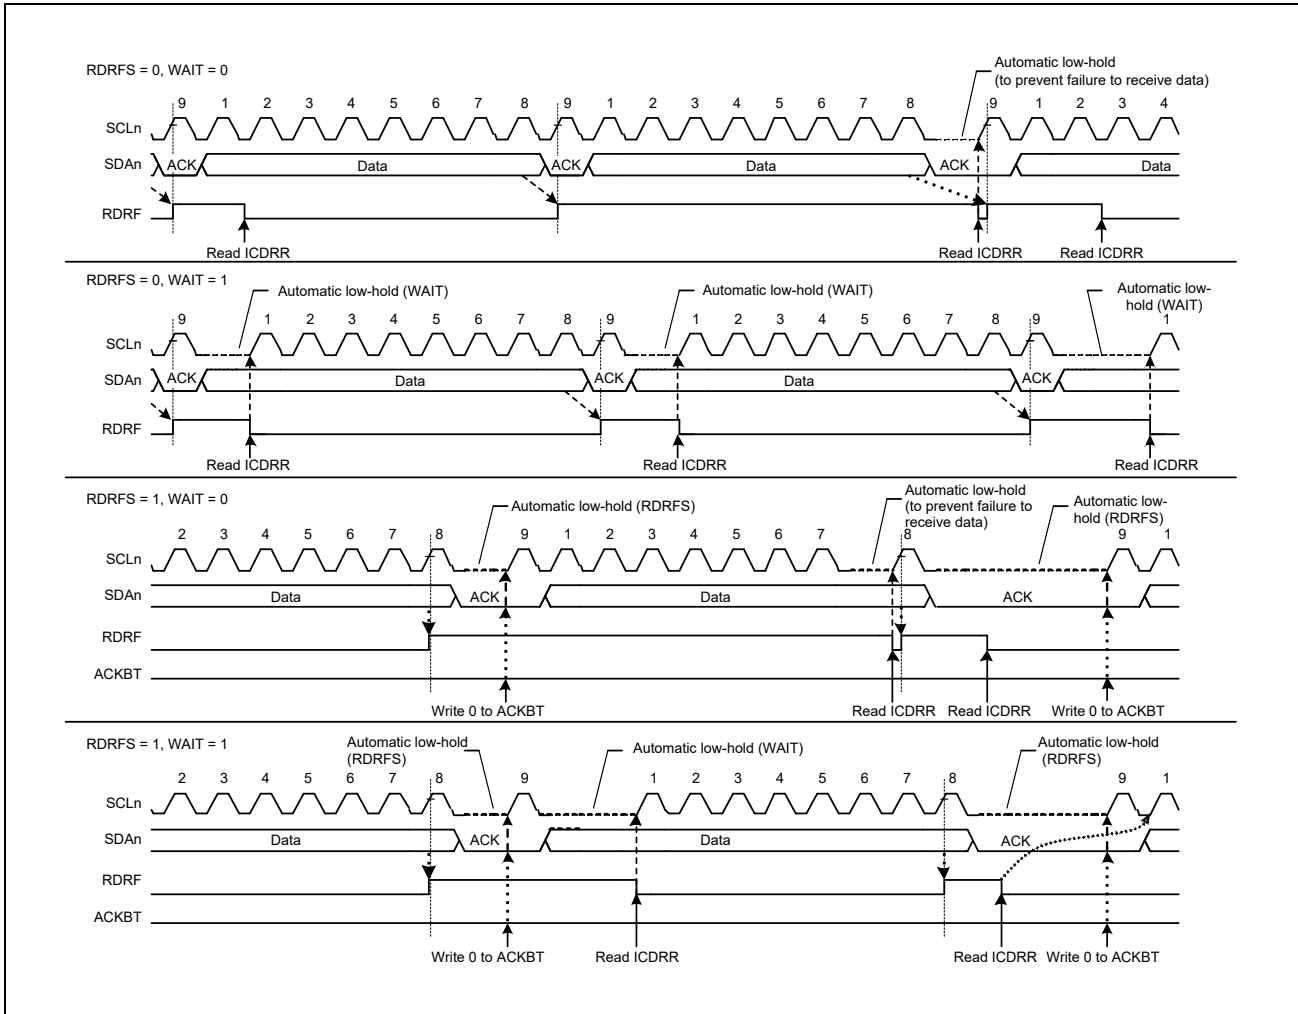 RDRFS = 0, WAIT = 0
Automatic low-hold
(to prevent failure to receive data)
9 1 2 3 4 5 6 7 8 9 1 2 3 4 5 6 7 8 9 1 2 3 4
SCLn
SDAn ACK Data ACK Data ACK Data
RDRF
Read ICDRR Read ICDRR Read ICDRR
RDRFS = 0, WAIT = 1
Automatic low-hold (WAIT) Automatic low-hold (WAIT) Automatic low-
hold (WAIT)
9 1 2 3 4 5 6 7 8 9 1 2 3 4 5 6 7 8 9 1
SCLn
SDAn ACK Data ACK Data ACK
RDRF
Read ICDRR Read ICDRR Read ICDRR
RDRFS = 1, WAIT = 0
Automatic low-hold (RDRFS)
Automatic low-hold
(to prevent failure to
receive data)
Automatic low-
hold (RDRFS)
2 3 4 5 6 7 8 9 1 2 3 4 5 6 7 8 9 1
SCLn
SDAn Data ACK Data ACK
RDRF
ACKBT
Write 0 to ACKBT Read ICDRR Read ICDRR Write 0 to ACKBT
RDRFS = 1, WAIT = 1
Automatic low-hold
(RDRFS)
Automatic low-hold (WAIT)
Automatic low-hold
(RDRFS)
2 3 4 5 6 7 8 9 1 2 3 4 5 6 7 8 9 1
SCLn
SDAn Data ACK Data ACK
RDRF
ACKBT
Write 0 to ACKBT Read ICDRR Read ICDRR Write 0 to ACKBT